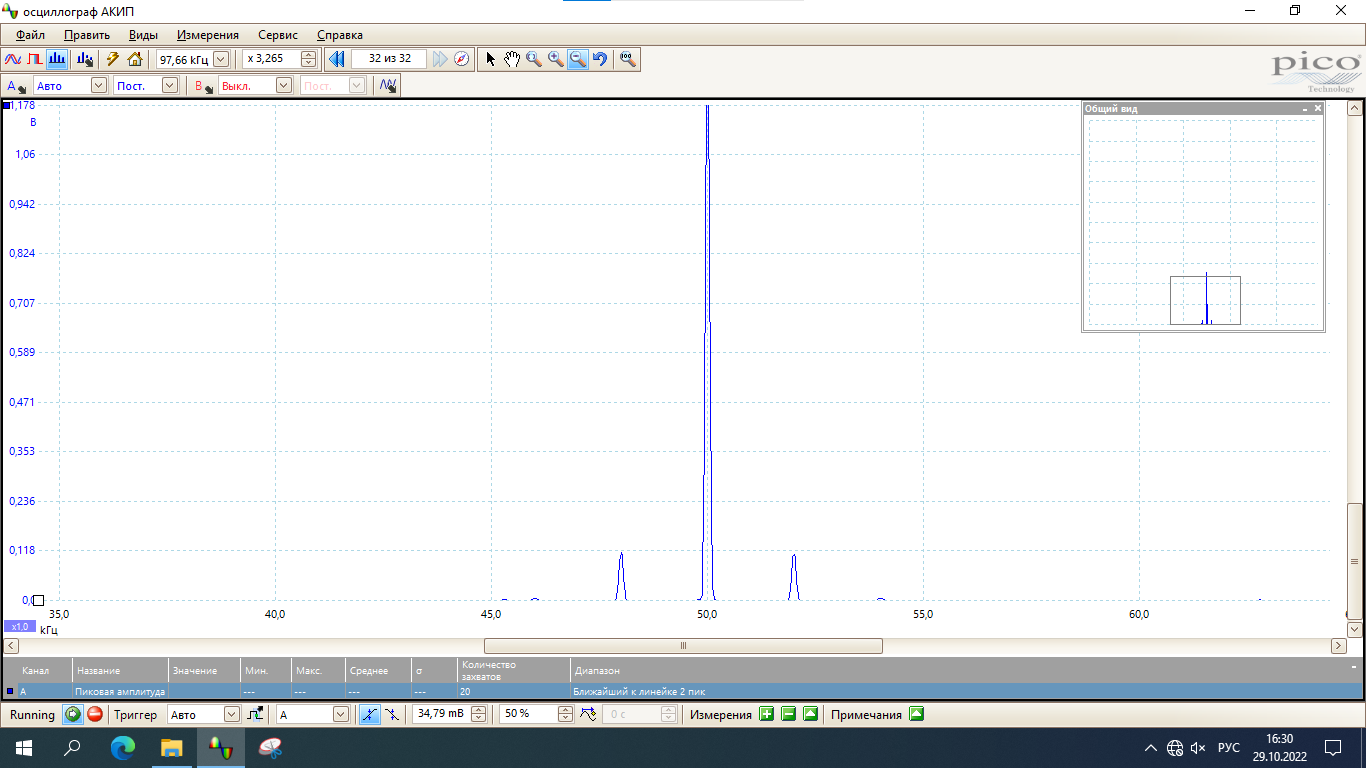 осциллограф АКИП
Файл Править Виды Измерения Сервис Справка
97,66 кГц x 3,265 32 из 32
pico
Technology
A Авто Пост. B Выкл. Пост.
1,178
В
1,06
0,942
0,824
0,707
0,589
0,471
0,353
0,236
0,118
Общий вид
35,0 40,0 45,0 50,0 55,0 60,0
x1,0 кГц
Канал Название Значение Мин. Макс. Среднее σ Количество захватов Диапазон
A Пиковая амплитуда --- --- --- --- 20 Ближайший к линейке 2 пик
Running Триггер Авто A 34,79 mB 50 % 0 с Измерения Примечания
РУС 16:30
29.10.2022